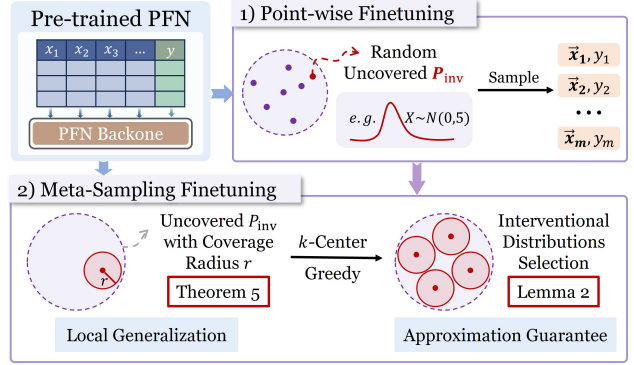 Pre-trained PFN
x₁ x₂ x₃ ... y
PFN Backone
1) Point-wise Finetuning
Random
Uncovered P_inv
e.g. X~N(0,5)
Sample
x⃗₁, y₁
x⃗₂, y₂
•••
x⃗ₘ, yₘ
2) Meta-Sampling Finetuning
r
Uncovered P_inv
with Coverage
Radius r
Theorem 5
Local Generalization
k-Center
Greedy
Interventional
Distributions
Selection
Lemma 2
Approximation Guarantee